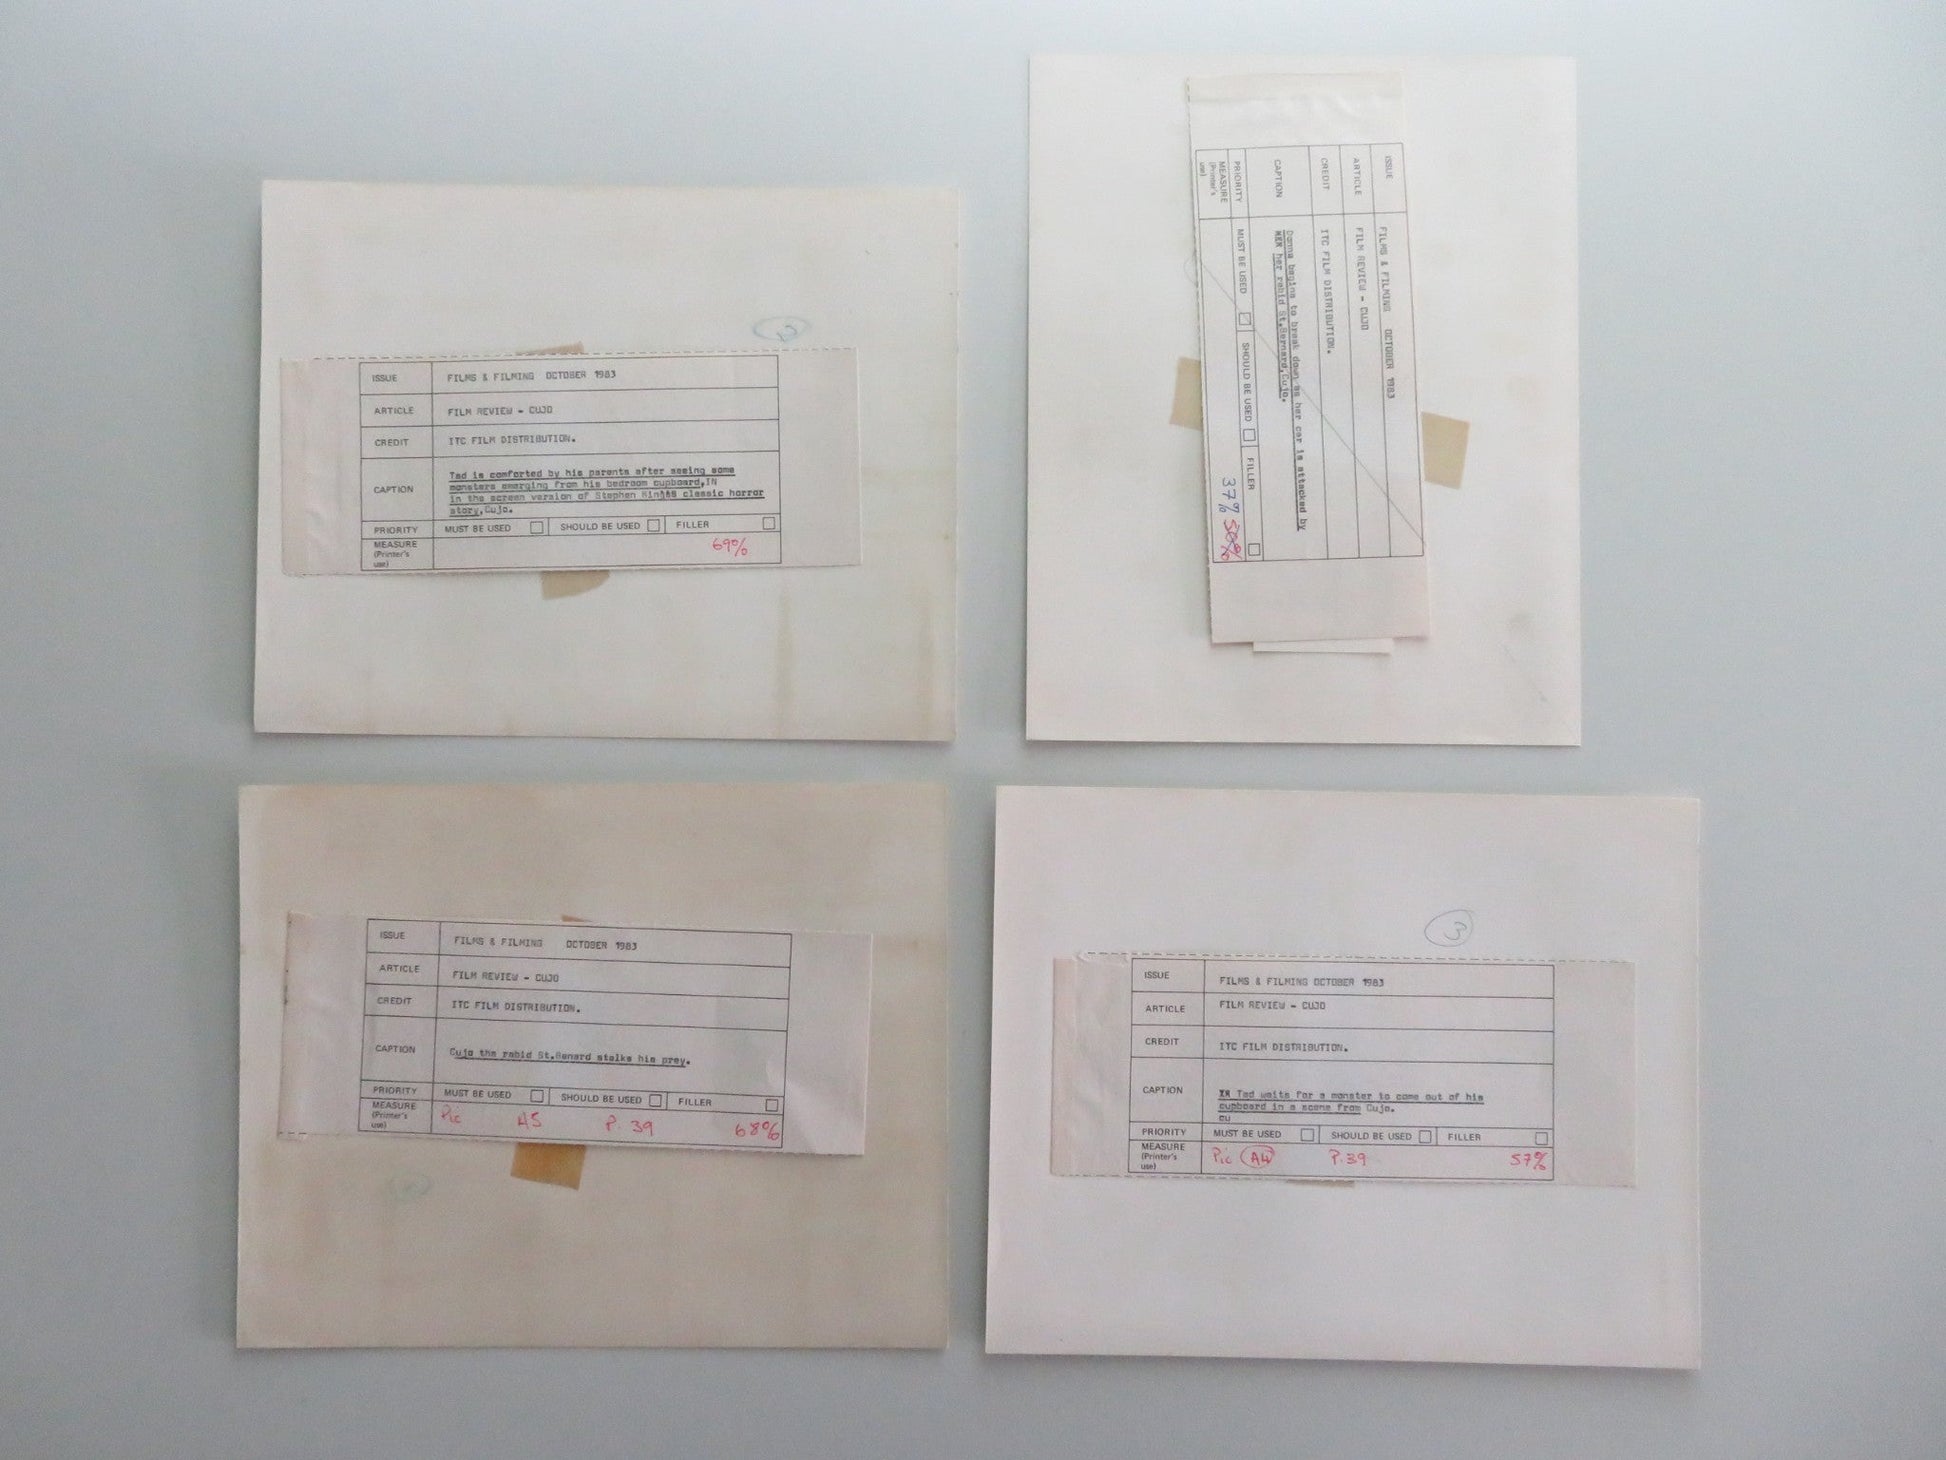 ISSUE FILMS & FILMING OCTOBER 1983
ARTICLE FILM REVIEW - CUJO
CREDIT ITC FILM DISTRIBUTION.
CAPTION
Tad is comforted by his parents after seeing some
monsters emerging from his bedroom cupboard,IN
in the screen version of Stephen classic horror
story,Cujo.
PRIORITY MUST BE USED SHOULD BE USED FILLER
MEASURE (Printer's use) 69%
ISSUE FILMS & FILMING OCTOBER 1983
ARTICLE FILM REVIEW - CUJO
CREDIT ITC FILM DISTRIBUTION.
CAPTION
Donna begins to break down as her car is attacked by
her rabid St.Bernard,Cujo.
PRIORITY MUST BE USED SHOULD BE USED FILLER
MEASURE (Printer's use) 37% 50%
ISSUE FILMS & FILMING OCTOBER 1983
ARTICLE FILM REVIEW - CUJO
CREDIT ITC FILM DISTRIBUTION.
CAPTION Cujo the rabid St.Benard stalks his prey.
PRIORITY MUST BE USED SHOULD BE USED FILLER
MEASURE (Printer's use) Pic A5 P. 39 68%
3
ISSUE FILMS & FILMING OCTOBER 1983
ARTICLE FILM REVIEW - CUJO
CREDIT ITC FILM DISTRIBUTION.
CAPTION
Tad waits for a monster to come out of his
cupboard in a scene from Cujo.
cu
PRIORITY MUST BE USED SHOULD BE USED FILLER
MEASURE (Printer's use) Pic A4 P.39 57%